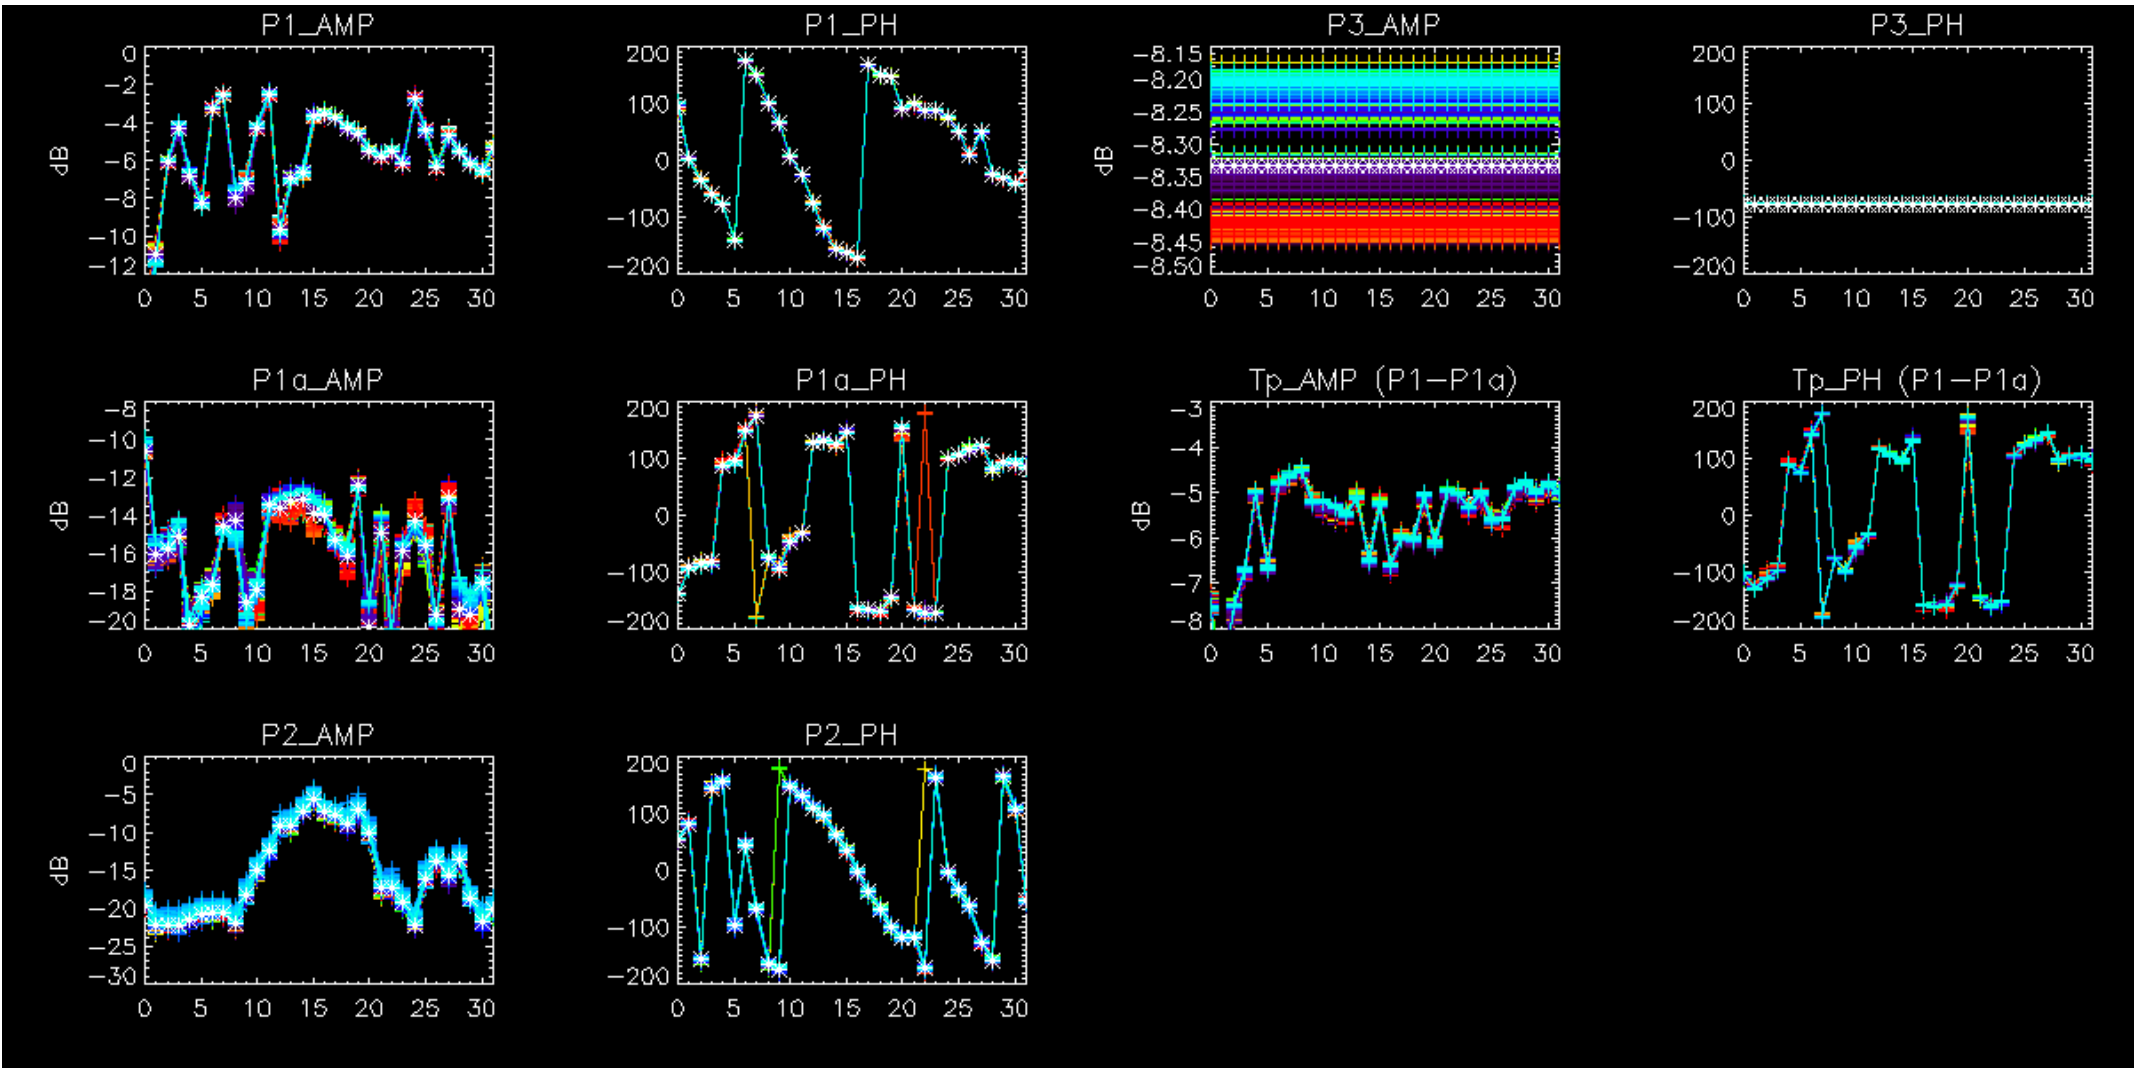 P1_AMP P1_PH P3_AMP P3_PH
0 200 -8.15 200
-2 -8.20
-4 100 -8.25 100
dB -6 0 dB -8.30 0
-8 -8.35
-10 -100 -8.40 -100
-8.45
-12 -200 -8.50 -200
0 5 10 15 20 25 30 0 5 10 15 20 25 30 0 5 10 15 20 25 30 0 5 10 15 20 25 30
P1a_AMP P1a_PH Tp_AMP (P1-P1a) Tp_PH (P1-P1a)
-8 200 -3 200
-10 100 -4 100
-12
dB -14 0 dB -5 0
-16 -100 -6 -100
-18 -7
-20 -200 -8 -200
0 5 10 15 20 25 30 0 5 10 15 20 25 30 0 5 10 15 20 25 30 0 5 10 15 20 25 30
P2_AMP P2_PH
0 200
-5 100
-10
dB -15 0
-20 -100
-25
-30 -200
0 5 10 15 20 25 30 0 5 10 15 20 25 30